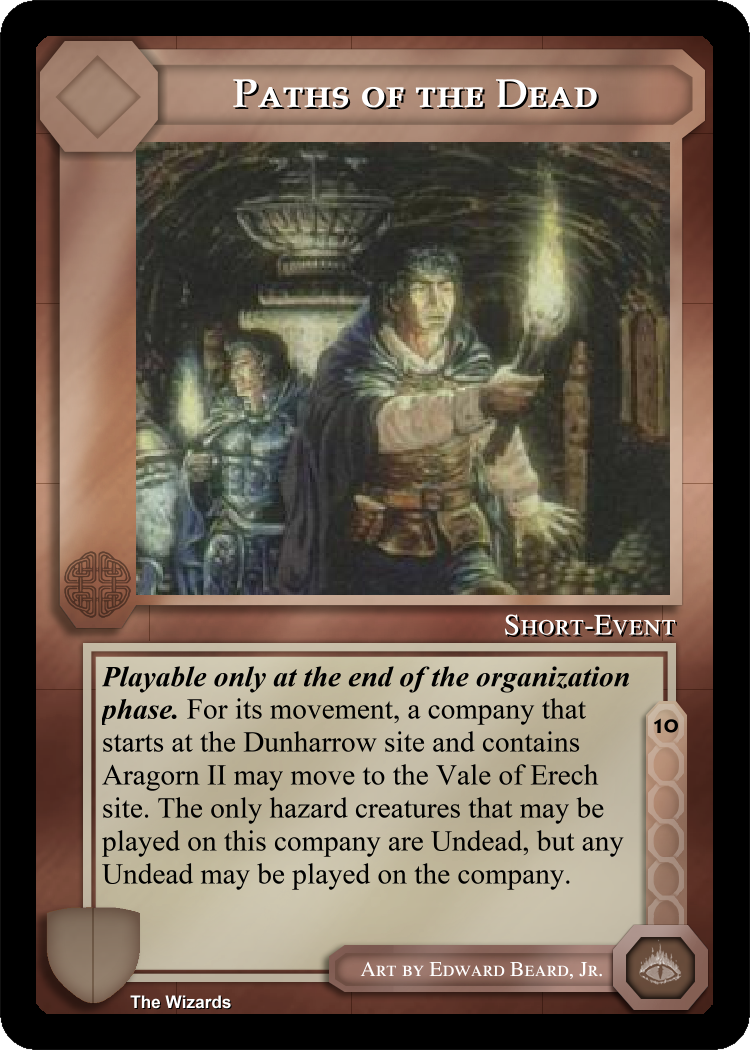 Paths of the Dead
Short-Event
Playable only at the end of the organization
phase. For its movement, a company that
starts at the Dunharrow site and contains
Aragorn II may move to the Vale of Erech
site. The only hazard creatures that may be
played on this company are Undead, but any
Undead may be played on the company.
10
Art by Edward Beard, Jr.
The Wizards